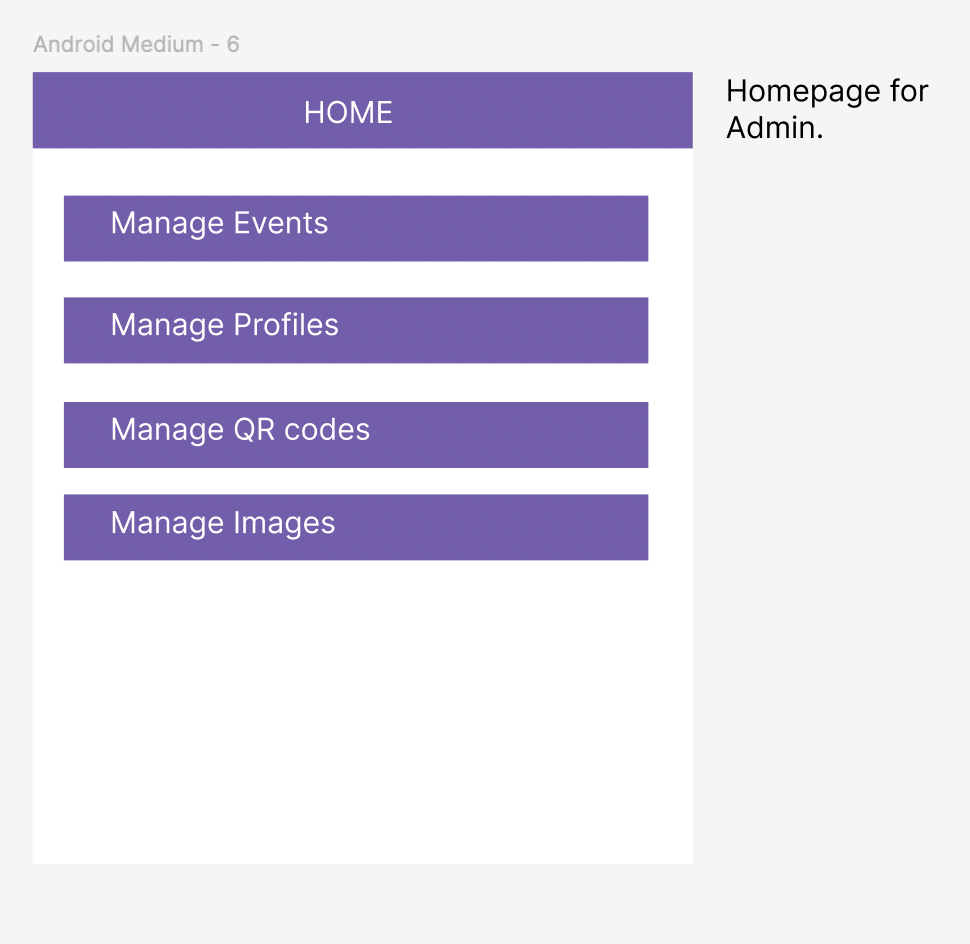 Android Medium - 6
HOME
Homepage for
Admin.
Manage Events
Manage Profiles
Manage QR codes
Manage Images